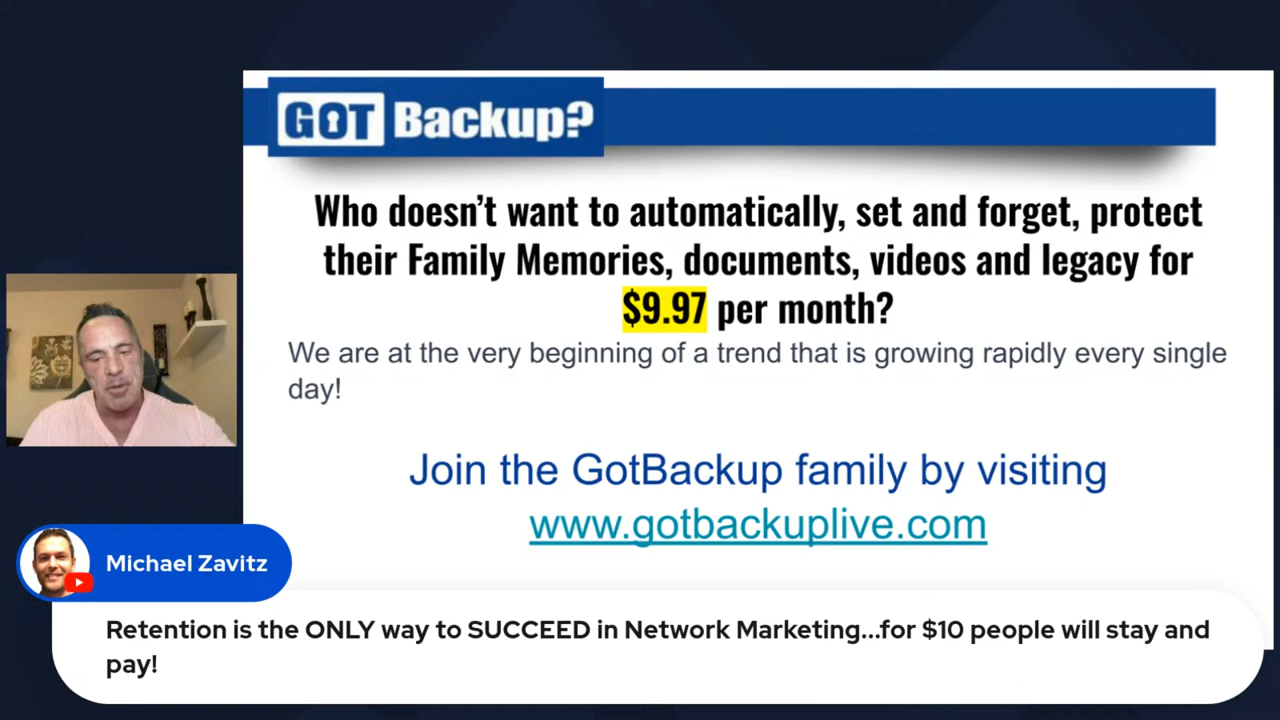 GOT Backup?
Who doesn’t want to automatically, set and forget, protect
their Family Memories, documents, videos and legacy for
$9.97 per month?
We are at the very beginning of a trend that is growing rapidly every single
day!
Join the GotBackup family by visiting
www.gotbackuplive.com
Michael Zavitz
Retention is the ONLY way to SUCCEED in Network Marketing...for $10 people will stay and
pay!